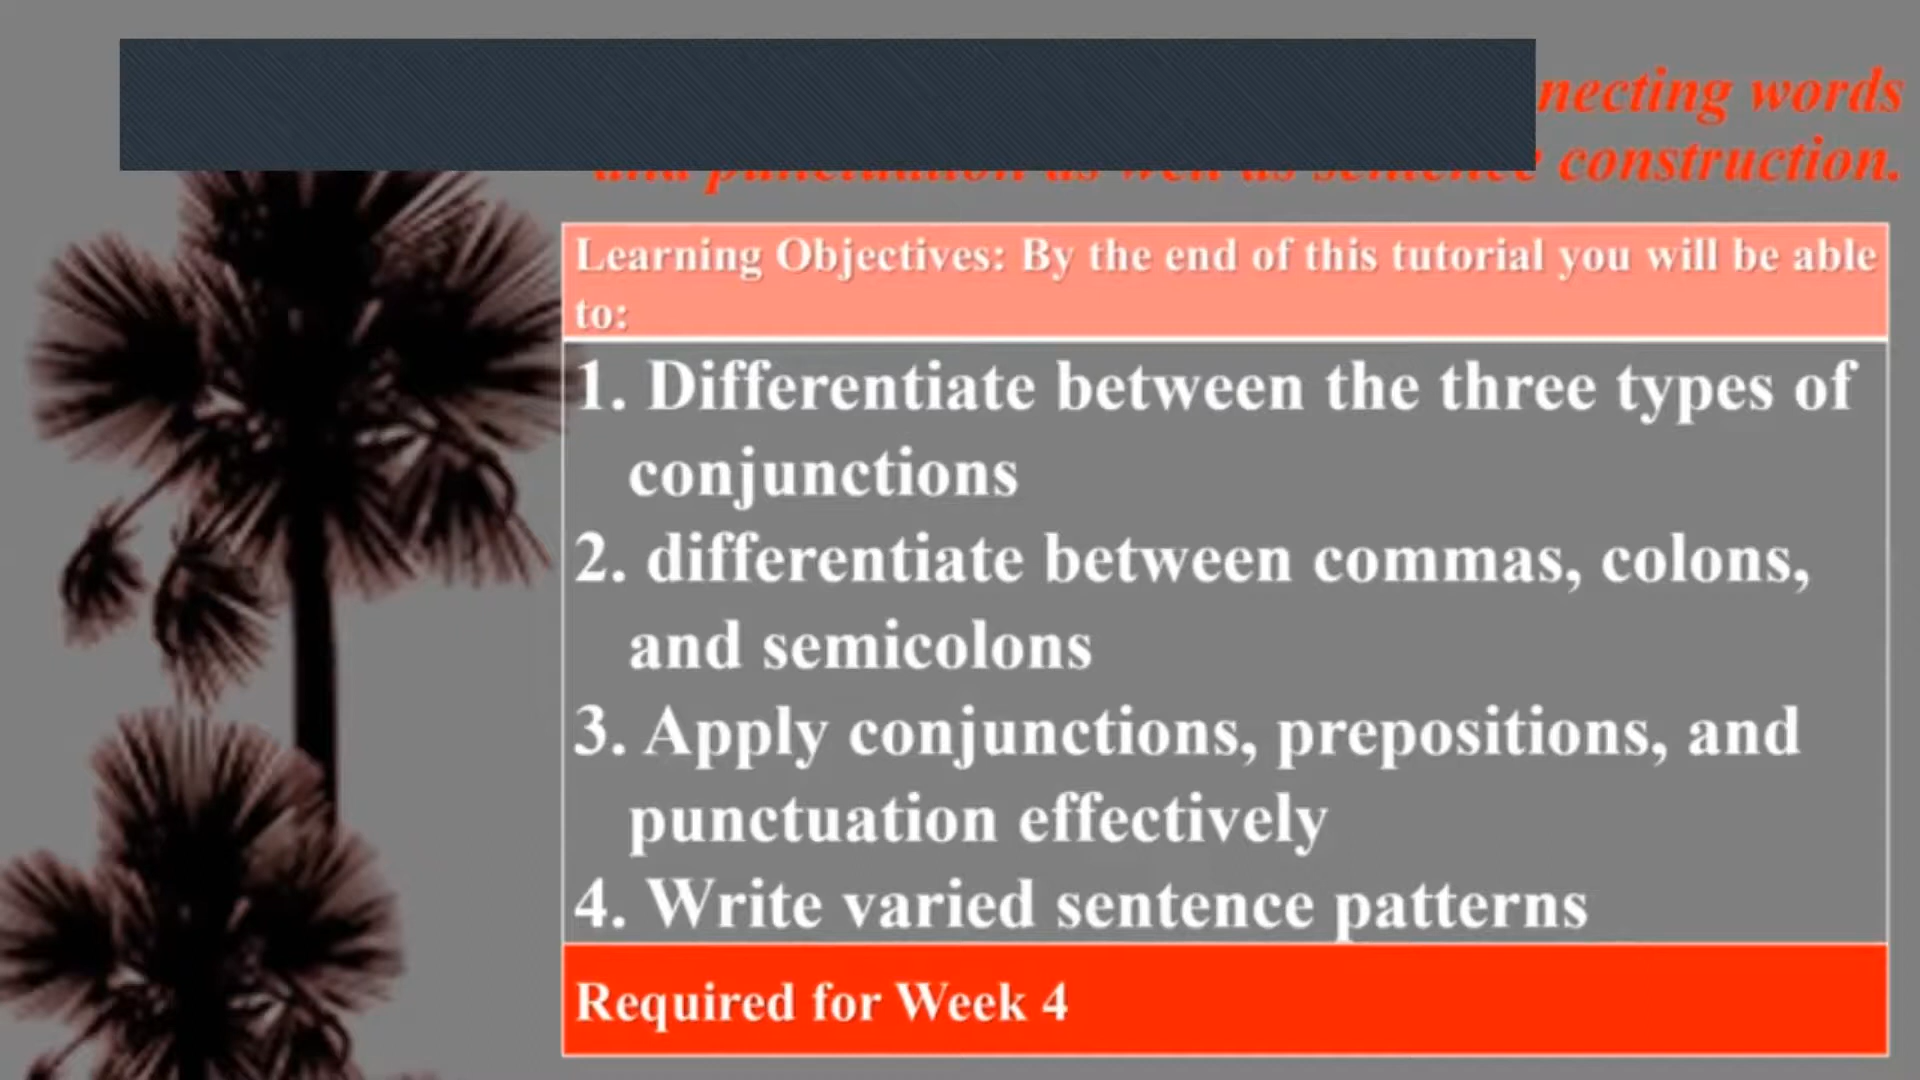 necting words
and punctuation as well as sentence construction.
Learning Objectives: By the end of this tutorial you will be able
to:
1. Differentiate between the three types of
conjunctions
2. differentiate between commas, colons,
and semicolons
3. Apply conjunctions, prepositions, and
punctuation effectively
4. Write varied sentence patterns
Required for Week 4